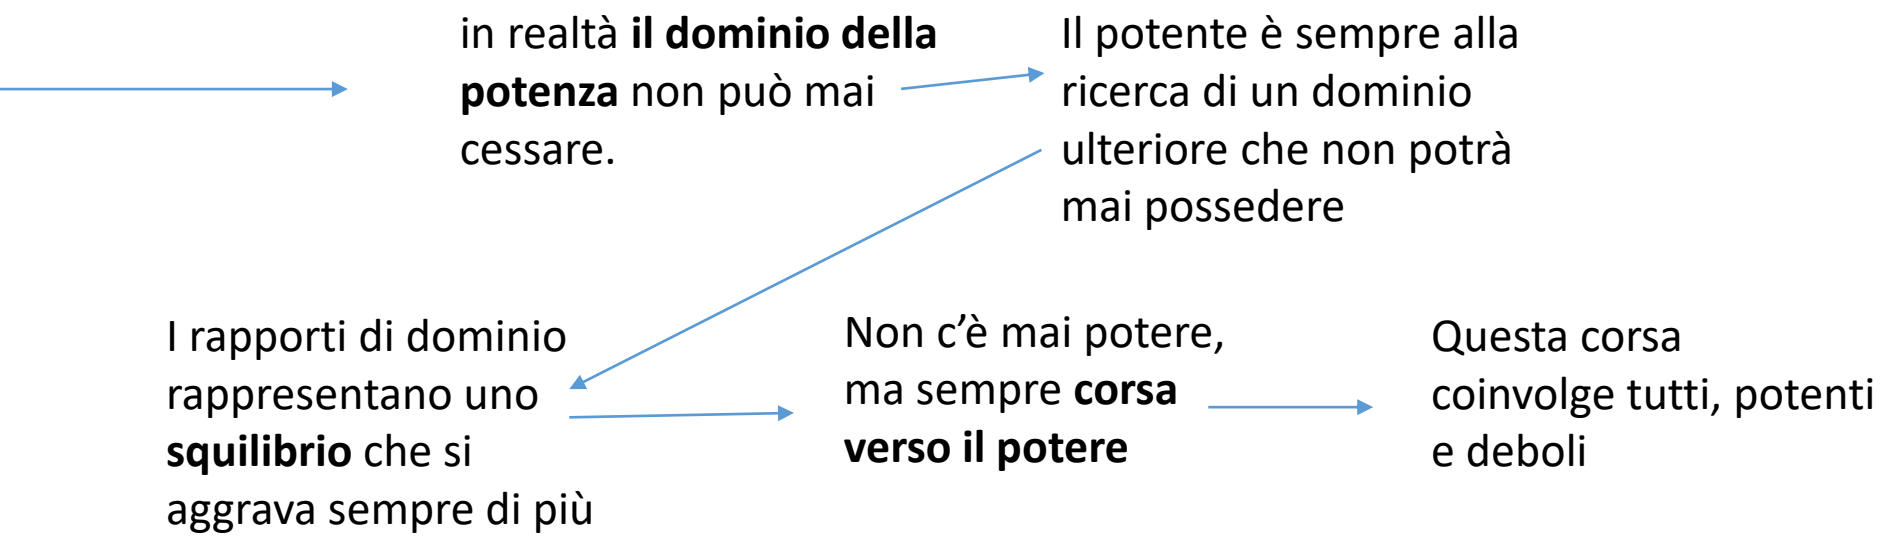 in realtà il dominio della
potenza non può mai
cessare.
Il potente è sempre alla
ricerca di un dominio
ulteriore che non potrà
mai possedere
I rapporti di dominio
rappresentano uno
squilibrio che si
aggrava sempre di più
Non c’è mai potere,
ma sempre corsa
verso il potere
Questa corsa
coinvolge tutti, potenti
e deboli